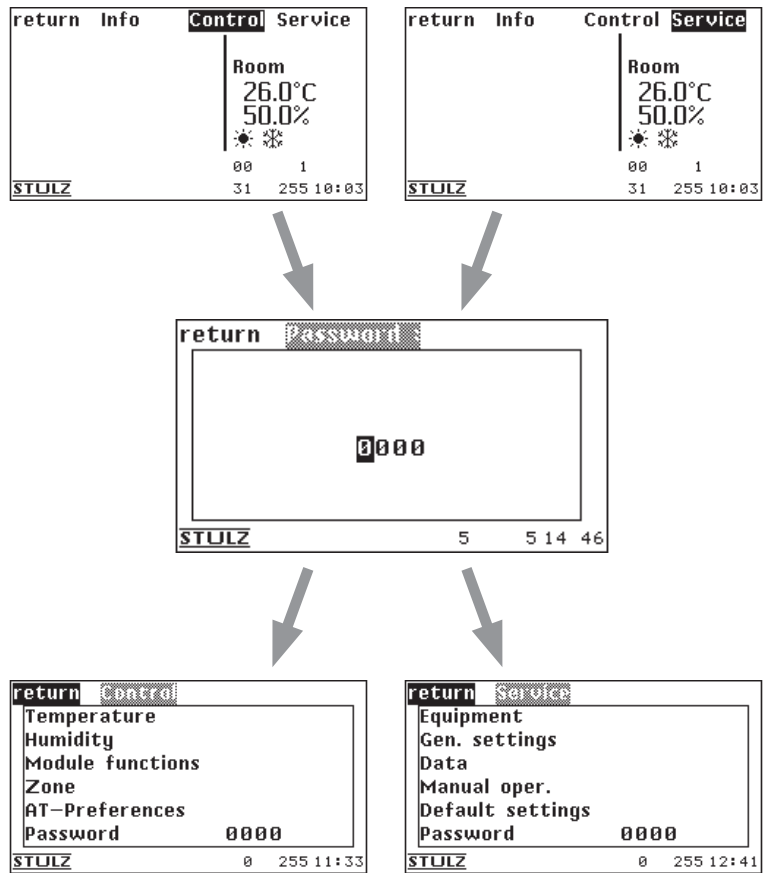 return Info Control Service
Room
26.0°C
50.0%
00 1
STULZ 31 255 10:03
return Info Control Service
Room
26.0°C
50.0%
00 1
STULZ 31 255 10:03
return Password :
0000
STULZ 5 5 14 46
return Control
Temperature
Humidity
Module functions
Zone
AT-Preferences
Password 0000
STULZ 0 255 11:33
return Service
Equipment
Gen. settings
Data
Manual oper.
Default settings
Password 0000
STULZ 0 255 12:41